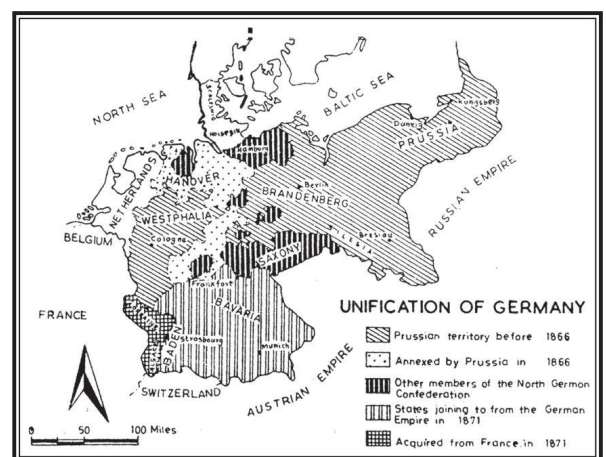 NORTH SEA
BALTIC SEA
HOLSTEIN
Konigsberg
Danzig
PRUSSIA
Hamburg
NETHERLANDS
HANOVER
Berlin
BRANDENBERG
WESTPHALIA
RUSSIAN EMPIRE
BELGIUM
Cologne
Breslau
SILESIA
SAXONY
Frankfort
BAVARIA
FRANCE
BADEN
Strasbourg
Munich
SWITZERLAND
AUSTRIAN EMPIRE
0 50 100 Miles
UNIFICATION OF GERMANY
Prussian territory before 1866
Annexed by Prussia in 1866
Other members of the North German
Confederation
States joining to from the German
Empire in 1871
Acquired from France in 1871